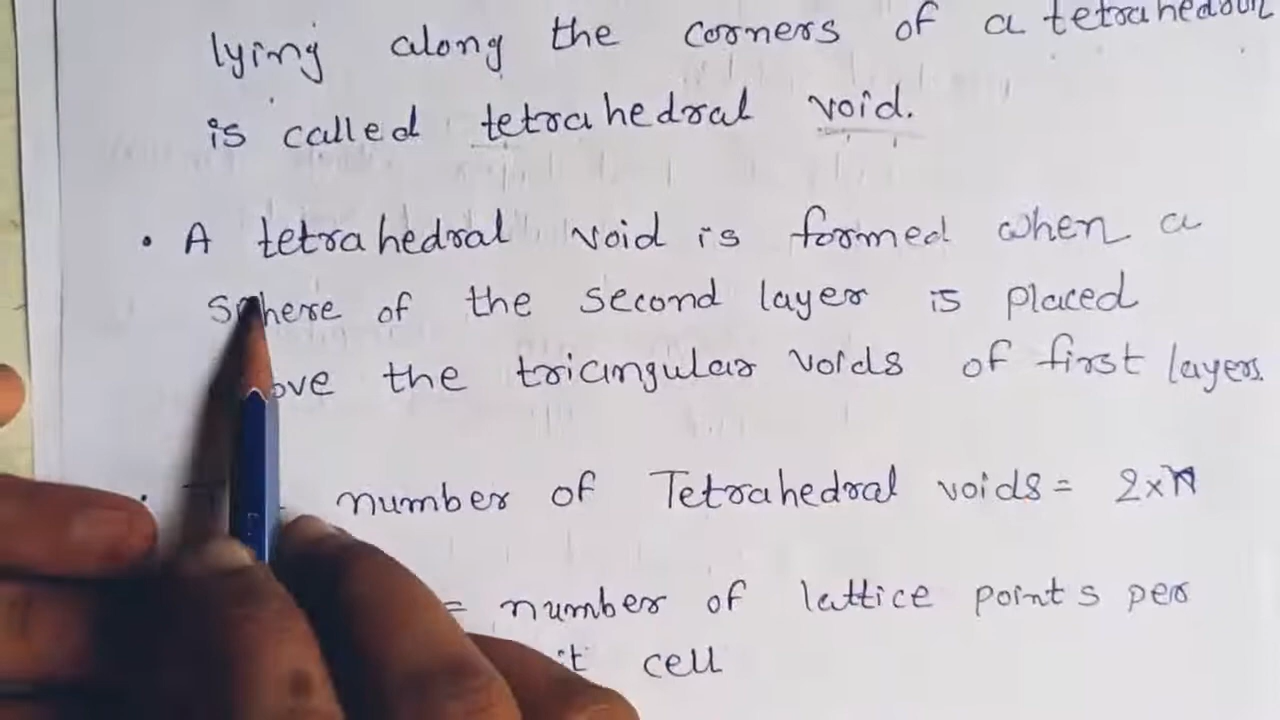 lying along the corners of a tetrahedron
is called tetrahedral void.
• A tetrahedral void is formed when a
sphere of the second layer is placed
the triangular voids of first layers.
• number of Tetrahedral voids = 2×N
= number of lattice points per
cell